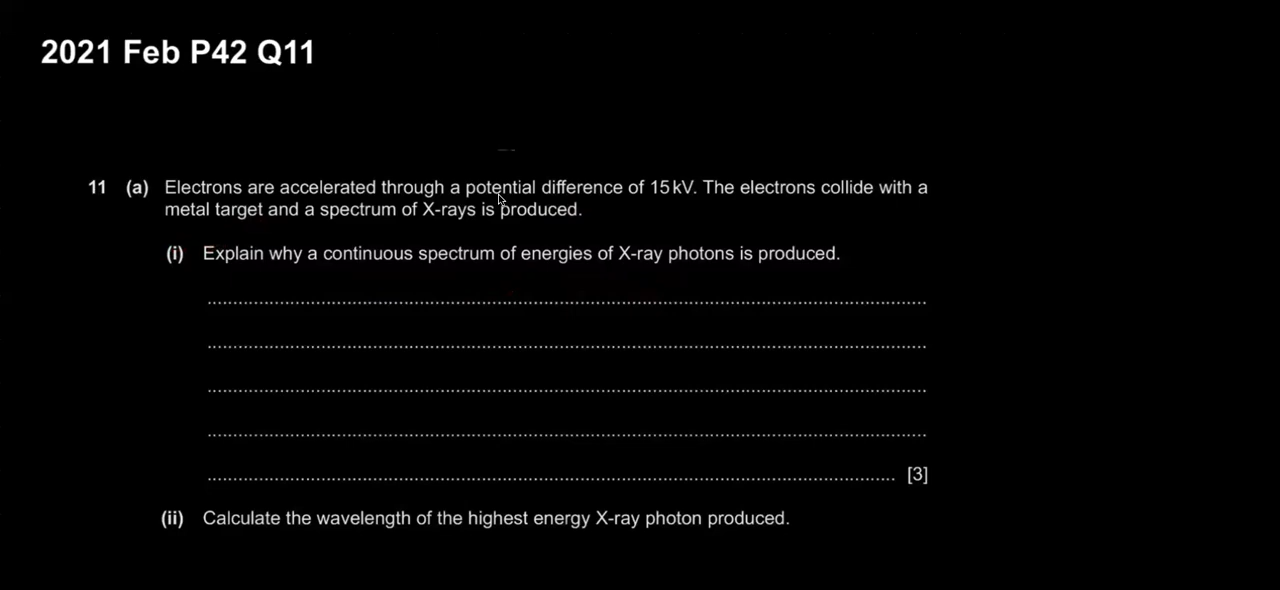 2021 Feb P42 Q11
11 (a) Electrons are accelerated through a potential difference of 15 kV. The electrons collide with a
metal target and a spectrum of X-rays is produced.
(i) Explain why a continuous spectrum of energies of X-ray photons is produced.
..........................................................................................................................................
..........................................................................................................................................
..........................................................................................................................................
..........................................................................................................................................
.................................................................................................................................... [3]
(ii) Calculate the wavelength of the highest energy X-ray photon produced.